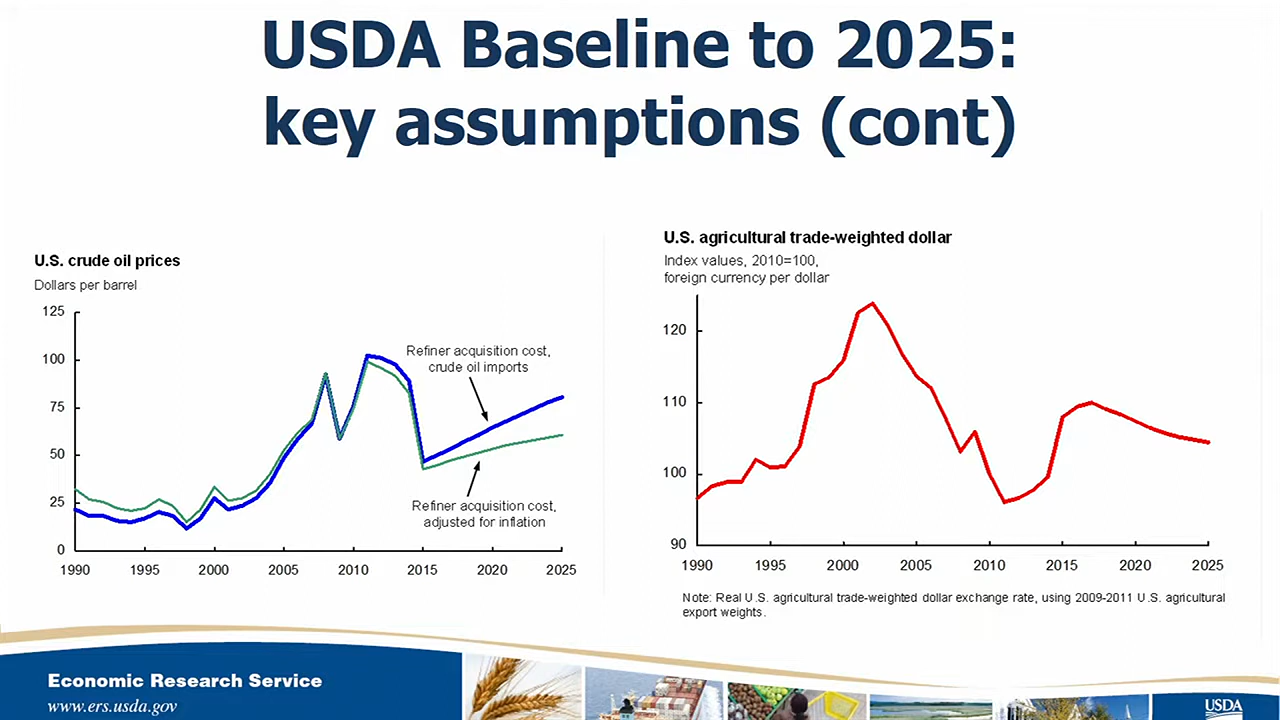 USDA Baseline to 2025:
key assumptions (cont)
U.S. crude oil prices
Dollars per barrel
125
100
75
50
25
0
1990
1995
2000
2005
2010
2015
2020
2025
Refiner acquisition cost,
crude oil imports
Refiner acquisition cost,
adjusted for inflation
U.S. agricultural trade-weighted dollar
Index values, 2010=100,
foreign currency per dollar
120
110
100
90
1990
1995
2000
2005
2010
2015
2020
2025
Note: Real U.S. agricultural trade-weighted dollar exchange rate, using 2009-2011 U.S. agricultural
export weights.
Economic Research Service
www.ers.usda.gov
USDA